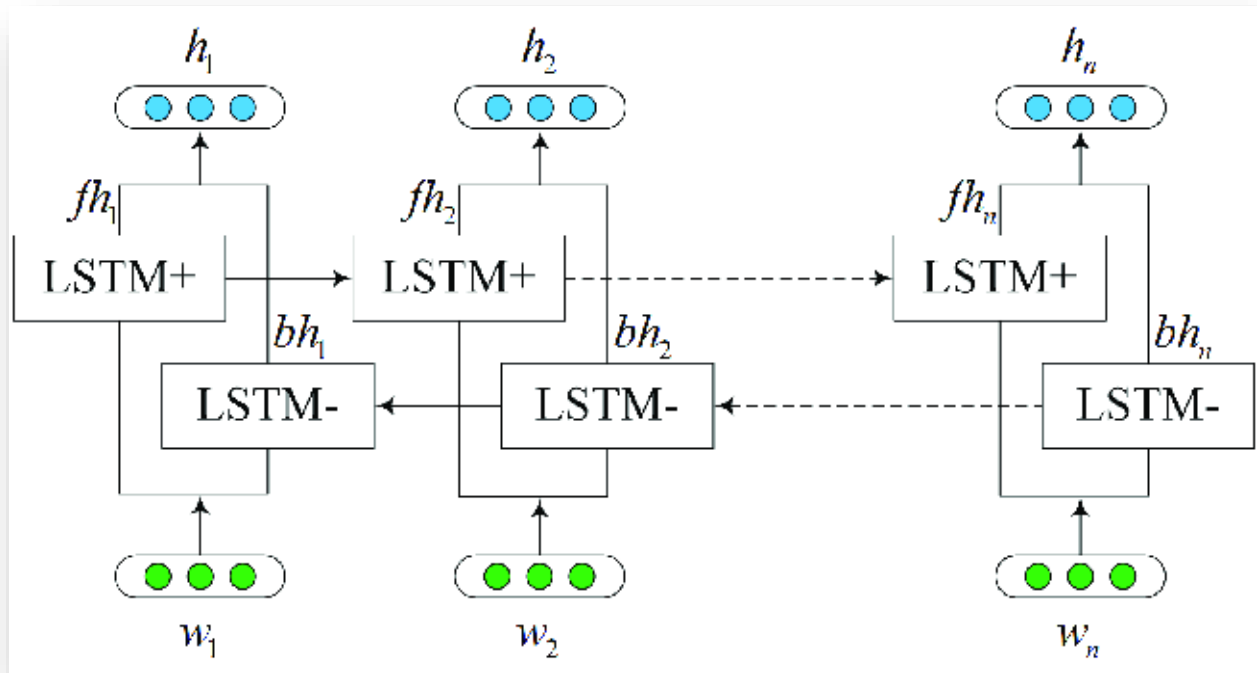 h₁ h₂ hₙ
fh₁ fh₂ fhₙ
LSTM+ LSTM+ LSTM+
bh₁ bh₂ bhₙ
LSTM- LSTM- LSTM-
w₁ w₂ wₙ